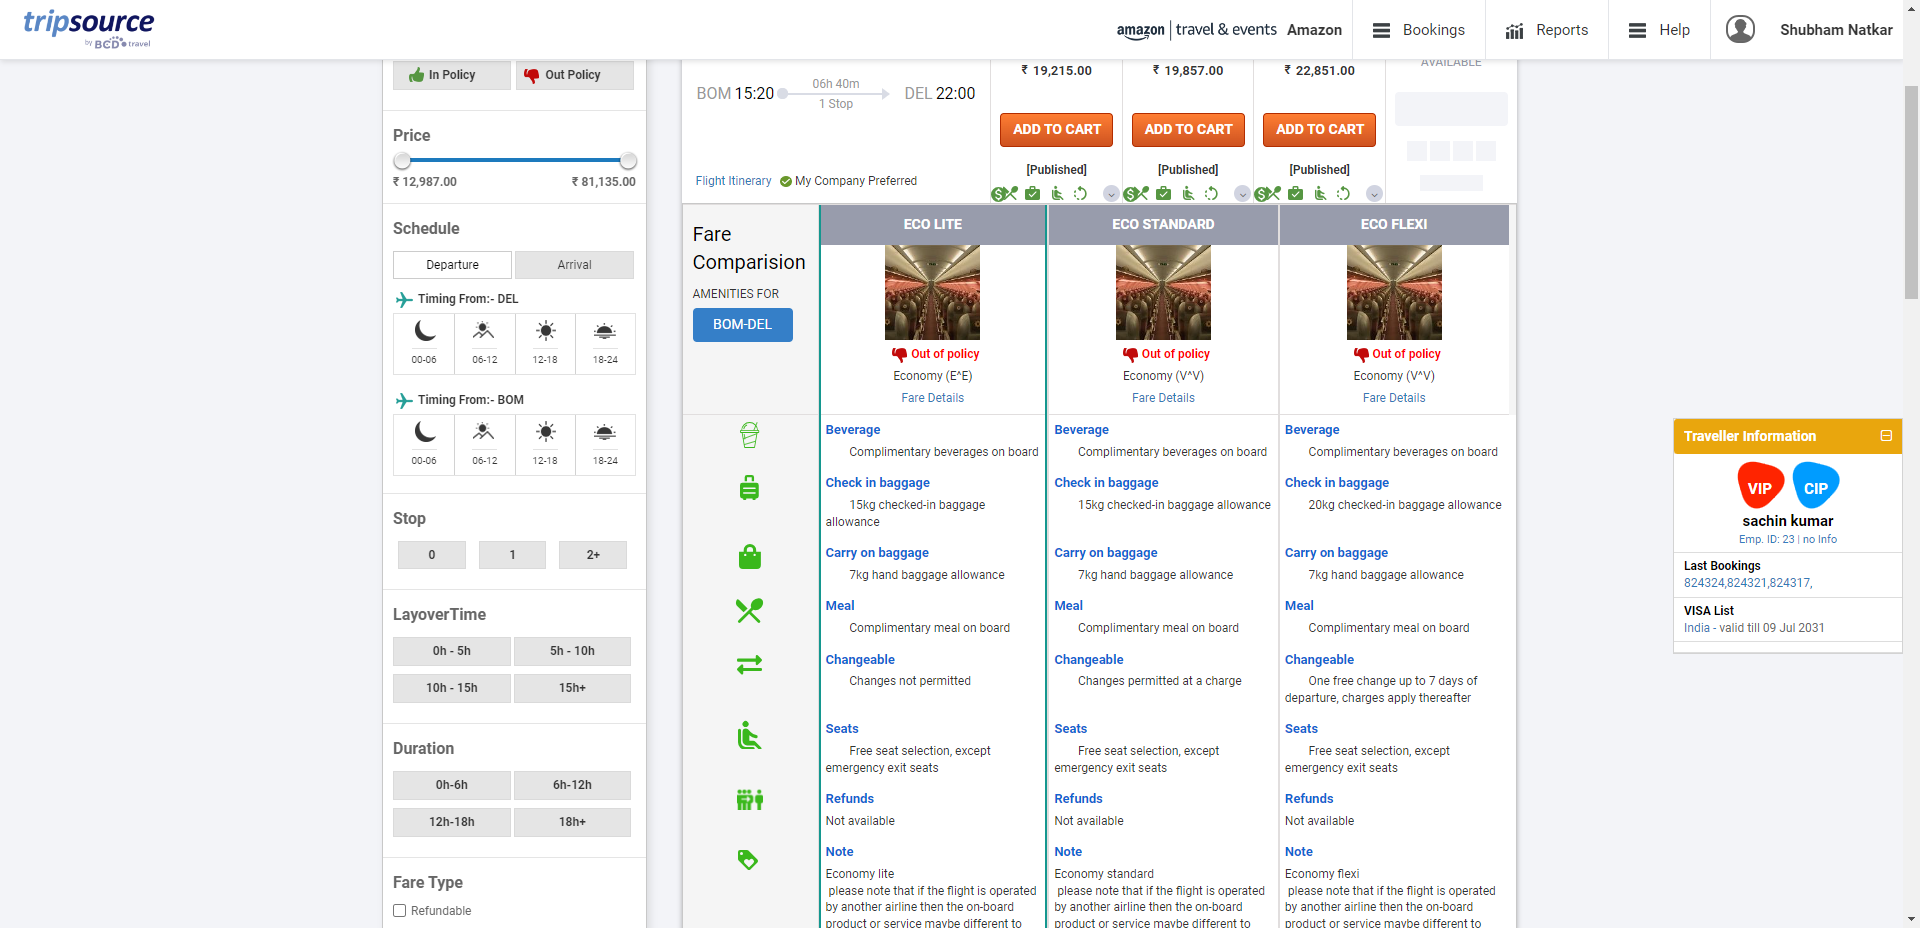 tripsource
by BCD travel
amazon | travel & events Amazon
Bookings
Reports
Help
Shubham Natkar
In Policy
Out Policy
Price
₹ 12,987.00
₹ 81,135.00
Schedule
Departure
Arrival
Timing From:- DEL
00-06
06-12
12-18
18-24
Timing From:- BOM
00-06
06-12
12-18
18-24
Stop
0
1
2+
LayoverTime
0h - 5h
5h - 10h
10h - 15h
15h+
Duration
0h-6h
6h-12h
12h-18h
18h+
Fare Type
Refundable
BOM 15:20
06h 40m
1 Stop
DEL 22:00
Flight Itinerary
My Company Preferred
₹ 19,215.00
ADD TO CART
[Published]
₹ 19,857.00
ADD TO CART
[Published]
₹ 22,851.00
ADD TO CART
[Published]
AVAILABLE
Fare
Comparision
AMENITIES FOR
BOM-DEL
ECO LITE
Out of policy
Economy (E^E)
Fare Details
Beverage
Complimentary beverages on board
Check in baggage
15kg checked-in baggage
allowance
Carry on baggage
7kg hand baggage allowance
Meal
Complimentary meal on board
Changeable
Changes not permitted
Seats
Free seat selection, except
emergency exit seats
Refunds
Not available
Note
Economy lite
please note that if the flight is operated
by another airline then the on-board
product or service maybe different to
ECO STANDARD
Out of policy
Economy (V^V)
Fare Details
Beverage
Complimentary beverages on board
Check in baggage
15kg checked-in baggage allowance
Carry on baggage
7kg hand baggage allowance
Meal
Complimentary meal on board
Changeable
Changes permitted at a charge
Seats
Free seat selection, except
emergency exit seats
Refunds
Not available
Note
Economy standard
please note that if the flight is operated
by another airline then the on-board
product or service maybe different to
ECO FLEXI
Out of policy
Economy (V^V)
Fare Details
Beverage
Complimentary beverages on board
Check in baggage
20kg checked-in baggage allowance
Carry on baggage
7kg hand baggage allowance
Meal
Complimentary meal on board
Changeable
One free change up to 7 days of
departure, charges apply thereafter
Seats
Free seat selection, except
emergency exit seats
Refunds
Not available
Note
Economy flexi
please note that if the flight is operated
by another airline then the on-board
product or service maybe different to
Traveller Information
VIP
CIP
sachin kumar
Emp. ID: 23 | no Info
Last Bookings
824324,824321,824317,
VISA List
India - valid till 09 Jul 2031